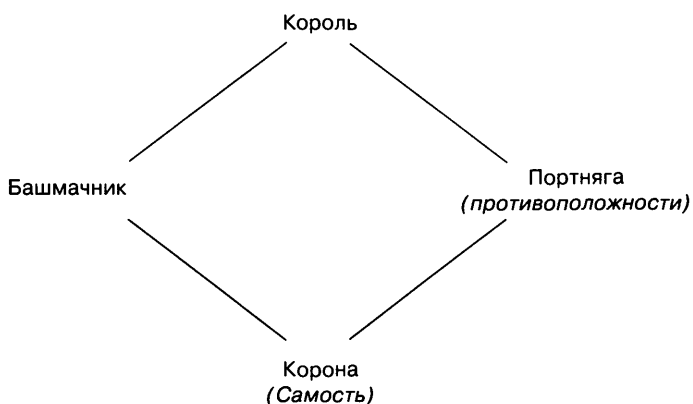 Король
Башмачник
Портняга
(противоположности)
Корона
(Самость)